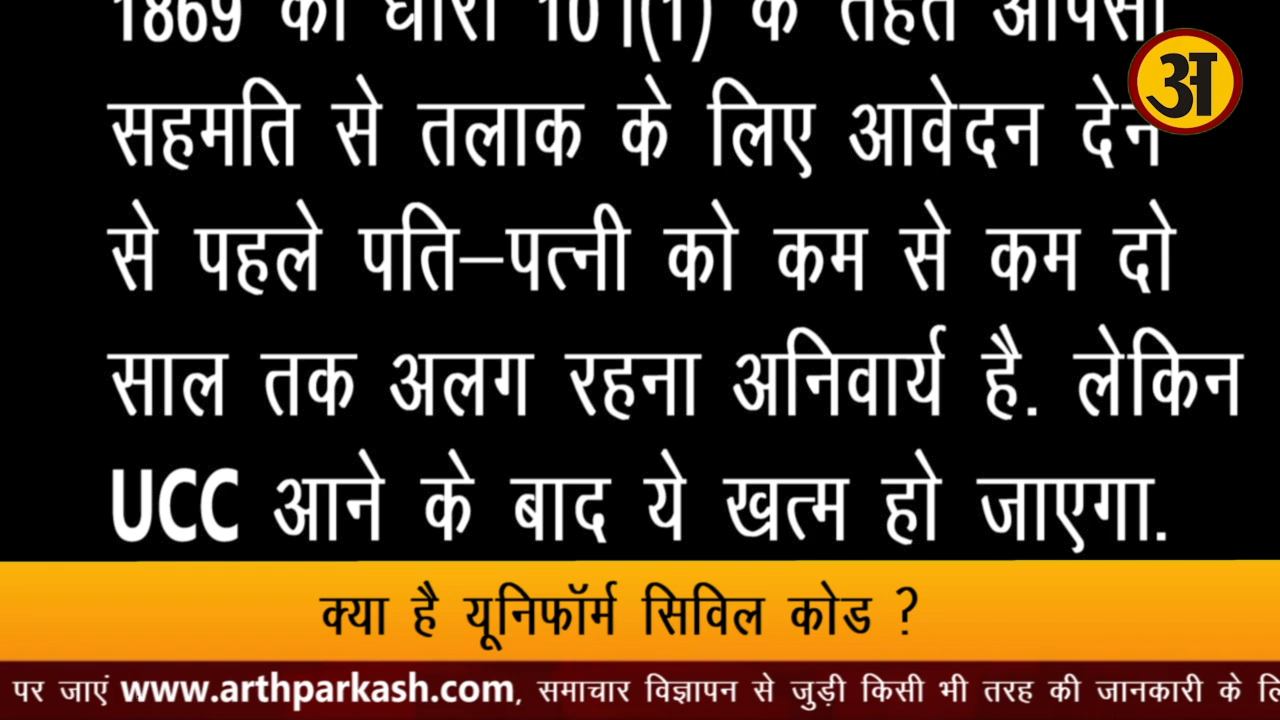 1869 की धारा 10 (1) के तहत आपसी
अ
सहमति से तलाक के लिए आवेदन देने
से पहले पति–पत्नी को कम से कम दो
साल तक अलग रहना अनिवार्य है. लेकिन
UCC आने के बाद ये खत्म हो जाएगा.
क्या है यूनिफॉर्म सिविल कोड ?
पर जाएं www.arthparkash.com, समाचार विज्ञापन से जुड़ी किसी भी तरह की जानकारी के